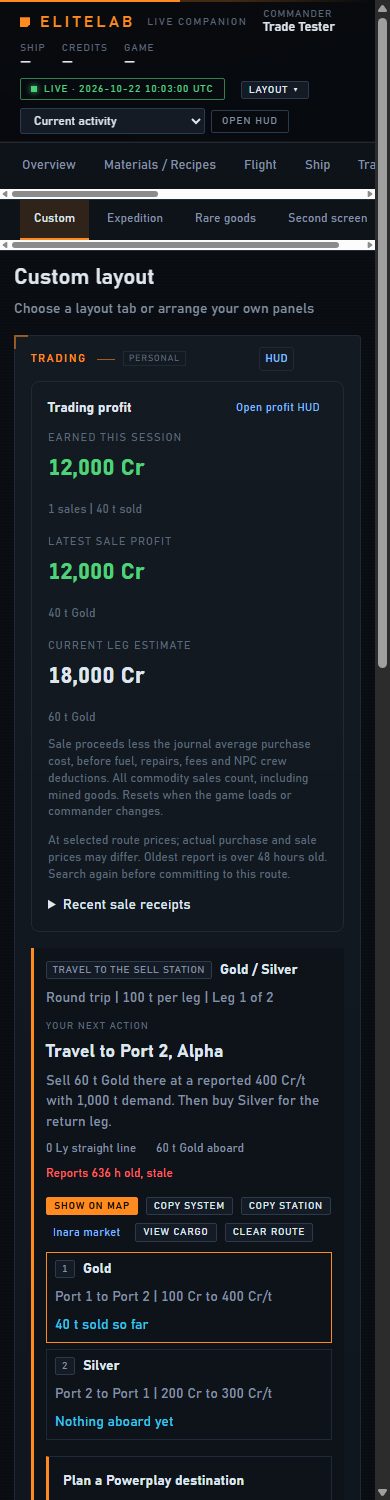 ELITELAB LIVE COMPANION COMMANDER
Trade Tester
SHIP CREDITS GAME
— — —
LIVE · 2026-10-22 10:03:00 UTC LAYOUT ▾
Current activity OPEN HUD
Overview Materials / Recipes Flight Ship Tra
Custom Expedition Rare goods Second screen
Custom layout
Choose a layout tab or arrange your own panels
TRADING PERSONAL HUD
Trading profit Open profit HUD
EARNED THIS SESSION
12,000 Cr
1 sales | 40 t sold
LATEST SALE PROFIT
12,000 Cr
40 t Gold
CURRENT LEG ESTIMATE
18,000 Cr
60 t Gold
Sale proceeds less the journal average purchase
cost, before fuel, repairs, fees and NPC crew
deductions. All commodity sales count, including
mined goods. Resets when the game loads or
commander changes.
At selected route prices; actual purchase and sale
prices may differ. Oldest report is over 48 hours old.
Search again before committing to this route.
▶ Recent sale receipts
TRAVEL TO THE SELL STATION Gold / Silver
Round trip | 100 t per leg | Leg 1 of 2
YOUR NEXT ACTION
Travel to Port 2, Alpha
Sell 60 t Gold there at a reported 400 Cr/t
with 1,000 t demand. Then buy Silver for the
return leg.
0 Ly straight line 60 t Gold aboard
Reports 636 h old, stale
SHOW ON MAP COPY SYSTEM COPY STATION
Inara market VIEW CARGO CLEAR ROUTE
1 Gold
Port 1 to Port 2 | 100 Cr to 400 Cr/t
40 t sold so far
2 Silver
Port 2 to Port 1 | 200 Cr to 300 Cr/t
Nothing aboard yet
Plan a Powerplay destination